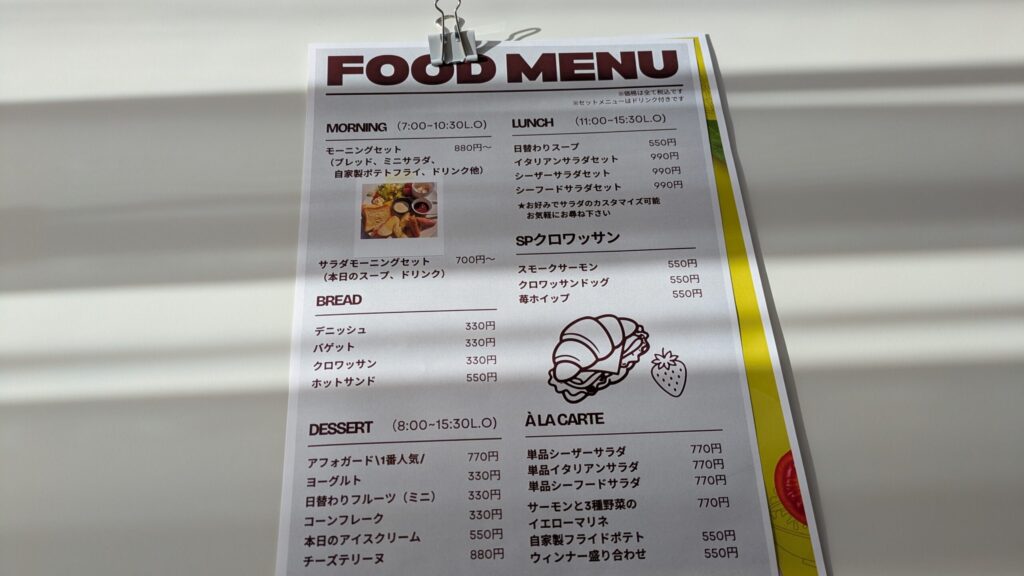 FOOD MENU
※価格は全て税込です
※セットメニューはドリンク付きです
MORNING (7:00~10:30L.O)
モーニングセット 880円~
(ブレッド、ミニサラダ、
自家製ポテトフライ、ドリンク他)
サラダモーニングセット 700円~
(本日のスープ、ドリンク)
BREAD
デニッシュ 330円
バゲット 330円
クロワッサン 330円
ホットサンド 550円
DESSERT (8:00~15:30L.O)
アフォガード\1番人気/ 770円
ヨーグルト 330円
日替わりフルーツ(ミニ) 330円
コーンフレーク 330円
本日のアイスクリーム 550円
チーズテリーヌ 880円
LUNCH (11:00~15:30L.O)
日替わりスープ 550円
イタリアンサラダセット 990円
シーザーサラダセット 990円
シーフードサラダセット 990円
★お好みでサラダのカスタマイズ可能
お気軽にお尋ね下さい
SPクロワッサン
スモークサーモン 550円
クロワッサンドッグ 550円
苺ホイップ 550円
À LA CARTE
単品シーザーサラダ 770円
単品イタリアンサラダ 770円
単品シーフードサラダ 770円
サーモンと3種野菜の 770円
イエローマリネ
自家製フライドポテト 550円
ウィンナー盛り合わせ 550円